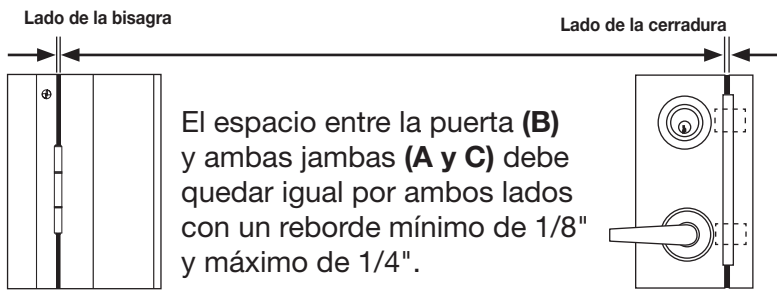 Lado de la bisagra
Lado de la cerradura
El espacio entre la puerta (B)
y ambas jambas (A y C) debe
quedar igual por ambos lados
con un reborde mínimo de 1/8"
y máximo de 1/4".